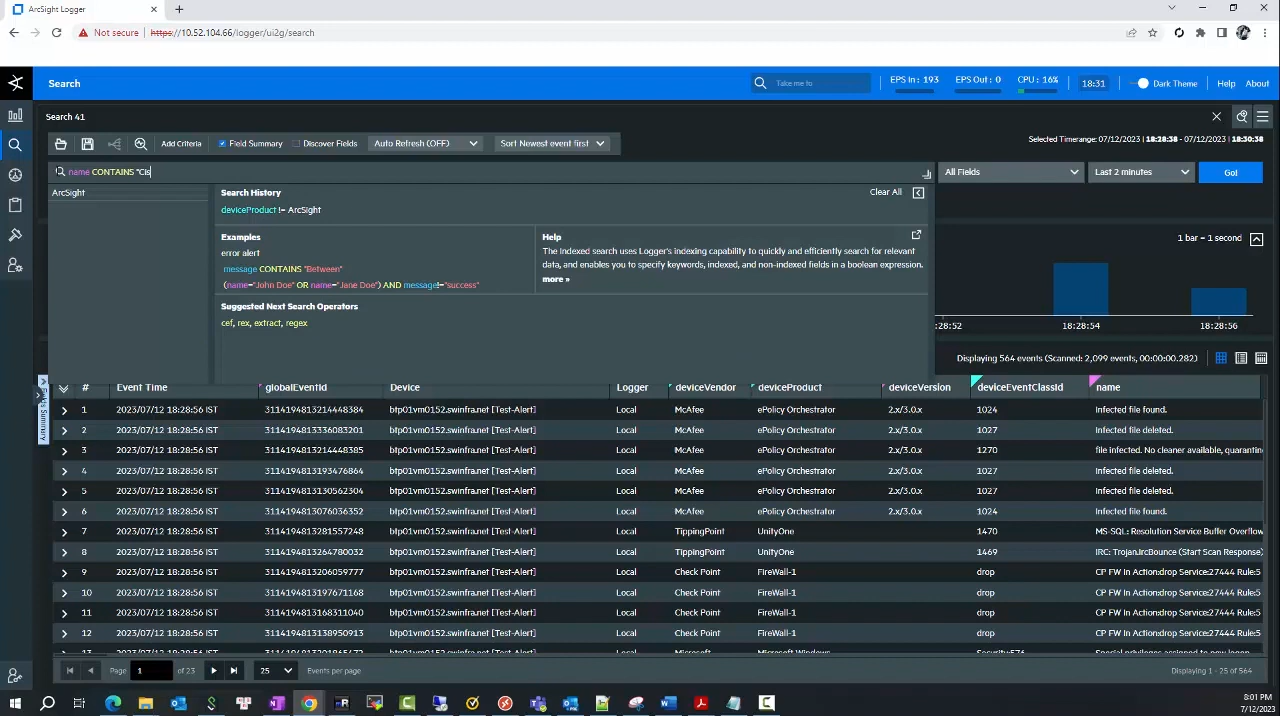 ArcSight Logger
Not secure | https://10.52.104.66/logger/ui2g/search
Search
Take me to
EPS In : 193
EPS Out : 0
CPU : 16%
18:31
Dark Theme
Help
About
Search 41
Add Criteria
Field Summary
Discover Fields
Auto Refresh (OFF)
Sort Newest event first
Selected Timerange: 07/12/2023 | 18:28:38 - 07/12/2023 | 18:30:38
name CONTAINS "Cis
All Fields
Last 2 minutes
Go!
ArcSight
Search History
Clear All
deviceProduct != ArcSight
Examples
error alert
message CONTAINS "Between"
(name="John Doe" OR name="Jane Doe") AND message!="success"
Help
The Indexed search uses Logger's indexing capability to quickly and efficiently search for relevant
data, and enables you to specify keywords, indexed, and non-indexed fields in a boolean expression.
more »
Suggested Next Search Operators
cef, rex, extract, regex
1 bar = 1 second
:28:52
18:28:54
18:28:56
Displaying 564 events (Scanned: 2,099 events, 00:00:00.282)
Fields Summary
# Event Time globalEventId Device Logger deviceVendor deviceProduct deviceVersion deviceEventClassId name
1 2023/07/12 18:28:56 IST 3114194813214448384 btp01vm0152.swinfra.net [Test-Alert] Local McAfee ePolicy Orchestrator 2.x/3.0.x 1024 Infected file found.
2 2023/07/12 18:28:56 IST 3114194813336083201 btp01vm0152.swinfra.net [Test-Alert] Local McAfee ePolicy Orchestrator 2.x/3.0.x 1027 Infected file deleted.
3 2023/07/12 18:28:56 IST 3114194813214448385 btp01vm0152.swinfra.net [Test-Alert] Local McAfee ePolicy Orchestrator 2.x/3.0.x 1270 file infected. No cleaner available, quarantin
4 2023/07/12 18:28:56 IST 3114194813193476864 btp01vm0152.swinfra.net [Test-Alert] Local McAfee ePolicy Orchestrator 2.x/3.0.x 1027 Infected file deleted.
5 2023/07/12 18:28:56 IST 3114194813130562304 btp01vm0152.swinfra.net [Test-Alert] Local McAfee ePolicy Orchestrator 2.x/3.0.x 1027 Infected file deleted.
6 2023/07/12 18:28:56 IST 3114194813076036352 btp01vm0152.swinfra.net [Test-Alert] Local McAfee ePolicy Orchestrator 2.x/3.0.x 1024 Infected file found.
7 2023/07/12 18:28:56 IST 3114194813281557248 btp01vm0152.swinfra.net [Test-Alert] Local TippingPoint UnityOne 1470 MS-SQL: Resolution Service Buffer Overflow
8 2023/07/12 18:28:56 IST 3114194813264780032 btp01vm0152.swinfra.net [Test-Alert] Local TippingPoint UnityOne 1469 IRC: TrojanJrcBounce (Start Scan Response)
9 2023/07/12 18:28:56 IST 3114194813206059777 btp01vm0152.swinfra.net [Test-Alert] Local Check Point FireWall-1 drop CP FW In Action:drop Service:27444 Rule:5
10 2023/07/12 18:28:56 IST 3114194813197671168 btp01vm0152.swinfra.net [Test-Alert] Local Check Point FireWall-1 drop CP FW In Action:drop Service:27444 Rule:5
11 2023/07/12 18:28:56 IST 3114194813168311040 btp01vm0152.swinfra.net [Test-Alert] Local Check Point FireWall-1 drop CP FW In Action:drop Service:27444 Rule:5
12 2023/07/12 18:28:56 IST 3114194813138950913 btp01vm0152.swinfra.net [Test-Alert] Local Check Point FireWall-1 drop CP FW In Action:drop Service:27444 Rule:5
Page 1 of 23
25
Events per page
Displaying 1 - 25 of 564
8:01 PM
7/12/2023